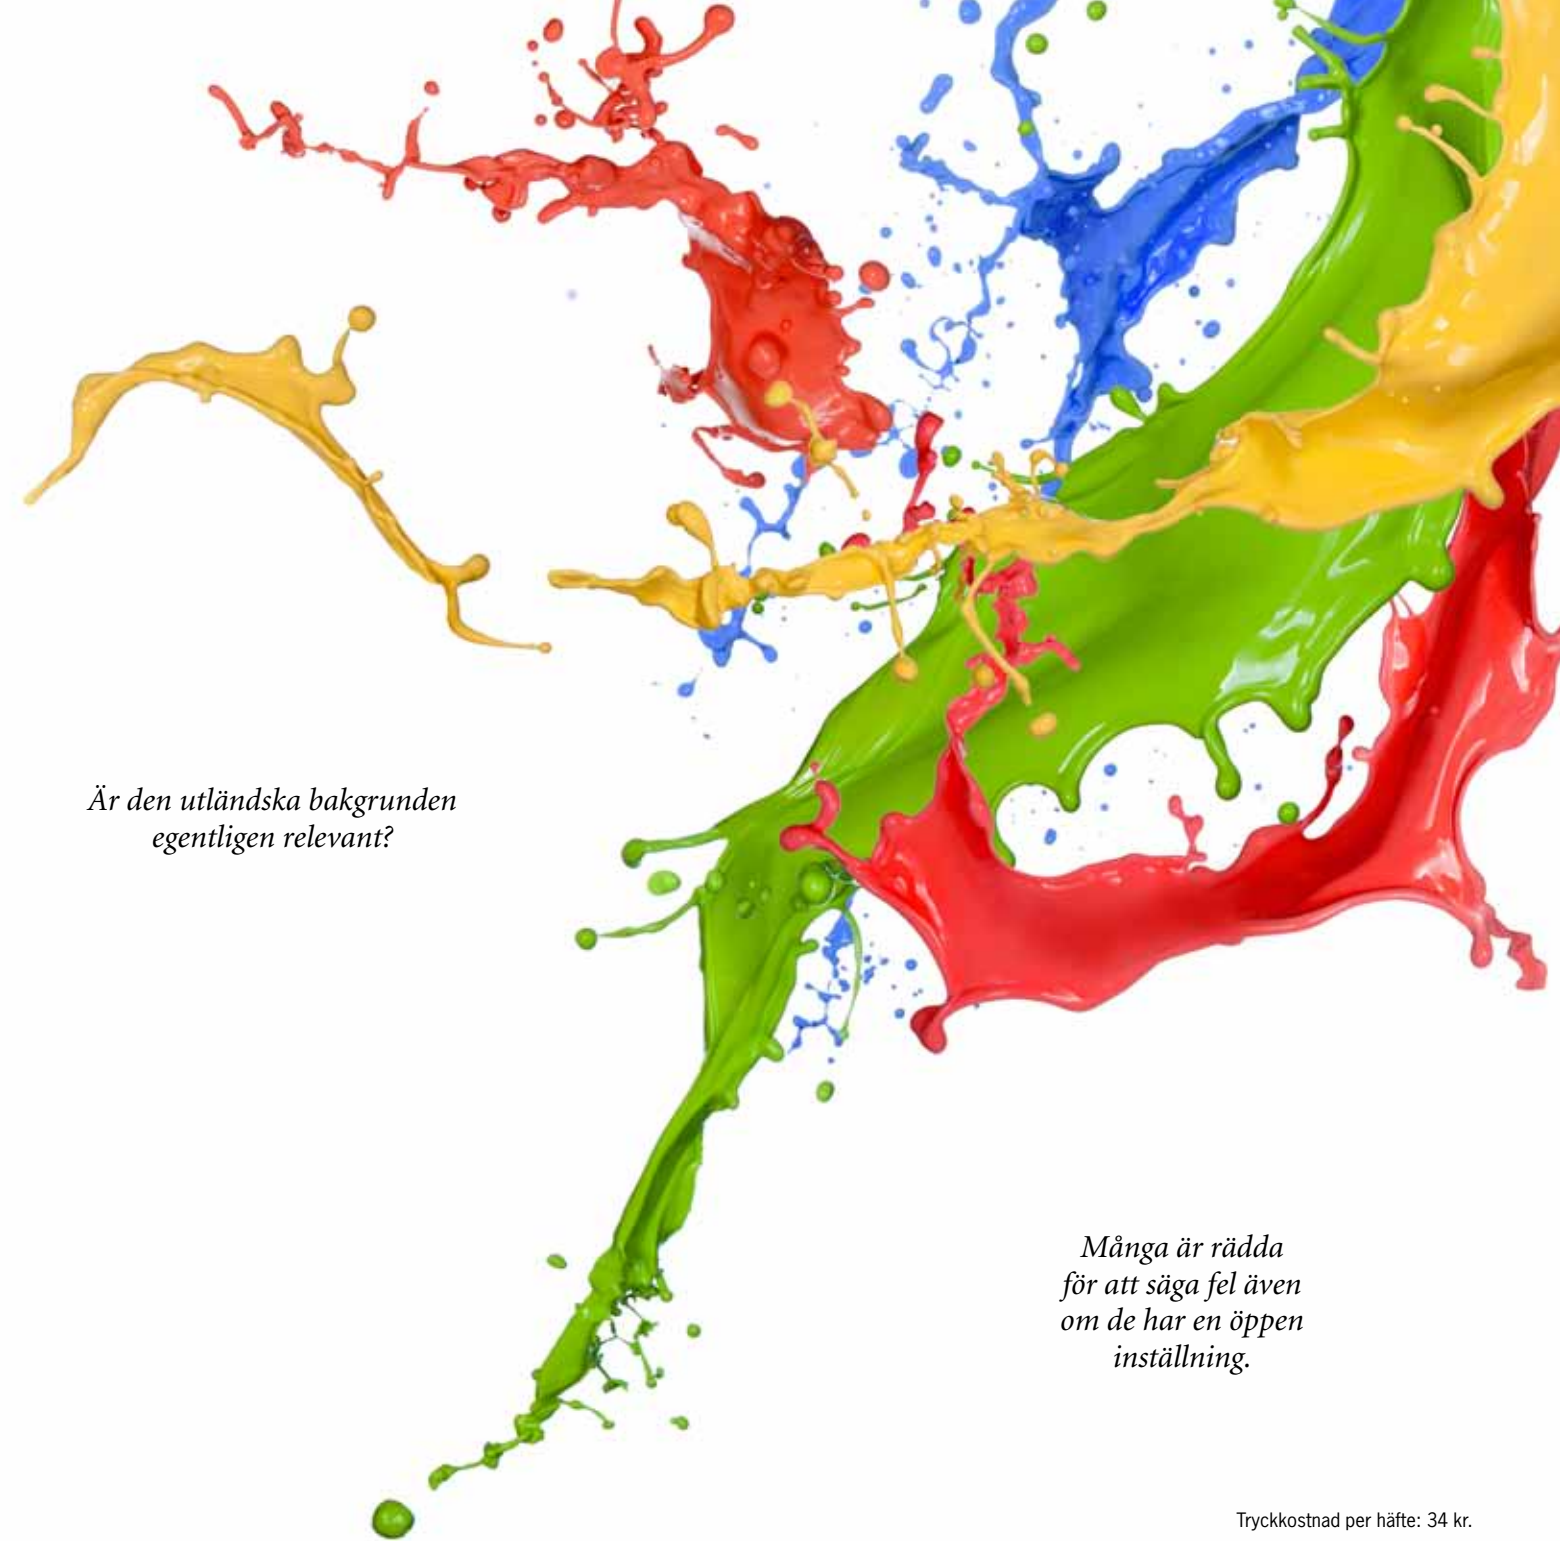 Är den utländska bakgrunden
egentligen relevant?
Många är rädda
för att säga fel även
om de har en öppen
inställning.
Tryckkostnad per häfte: 34 kr.